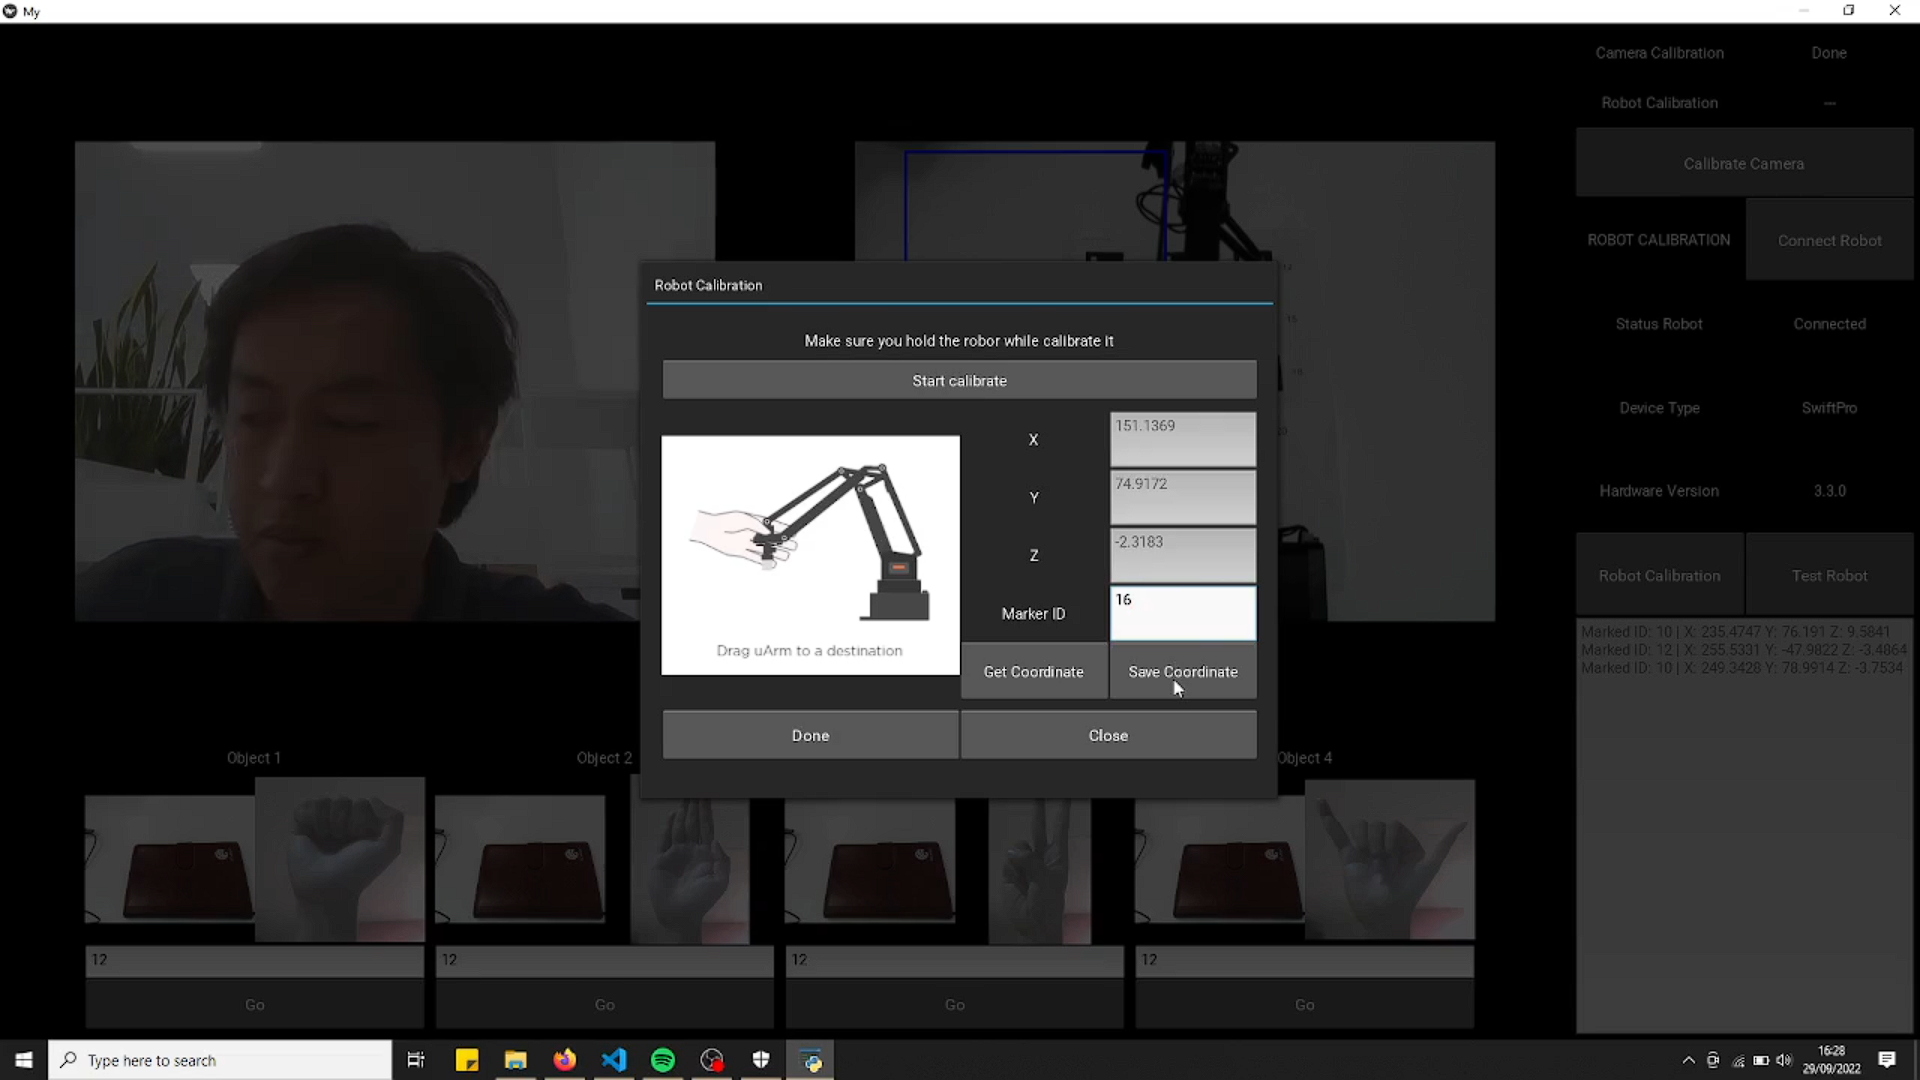 My
Camera Calibration Done
Robot Calibration ---
Calibrate Camera
ROBOT CALIBRATION Connect Robot
Status Robot Connected
Device Type SwiftPro
Hardware Version 3.3.0
Robot Calibration Test Robot
Marked ID: 10 | X: 235.4747 Y: 76.191 Z: 9.5841
Marked ID: 12 | X: 255.5331 Y: -47.9822 Z: -3.4864
Marked ID: 10 | X: 249.3428 Y: 78.9914 Z: -3.7534
Robot Calibration
Make sure you hold the robor while calibrate it
Start calibrate
X 151.1369
Y 74.9172
Z -2.3183
Marker ID 16
Drag uArm to a destination
Get Coordinate Save Coordinate
Done Close
Object 1 Object 2 Object 4
12 12 12 12
Go Go Go Go
Type here to search
16:28
29/09/2022